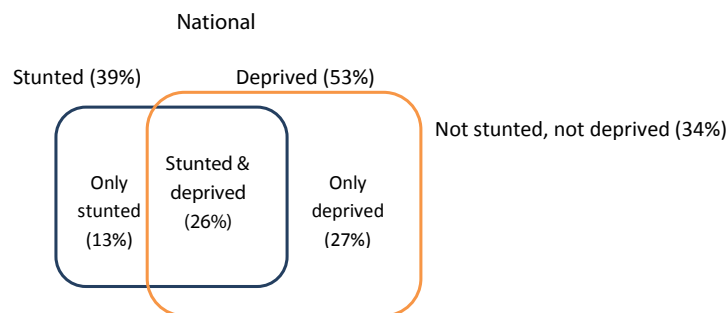 National
Stunted (39%)
Deprived (53%)
Not stunted, not deprived (34%)
Only
stunted
(13%)
Stunted &
deprived
(26%)
Only
deprived
(27%)